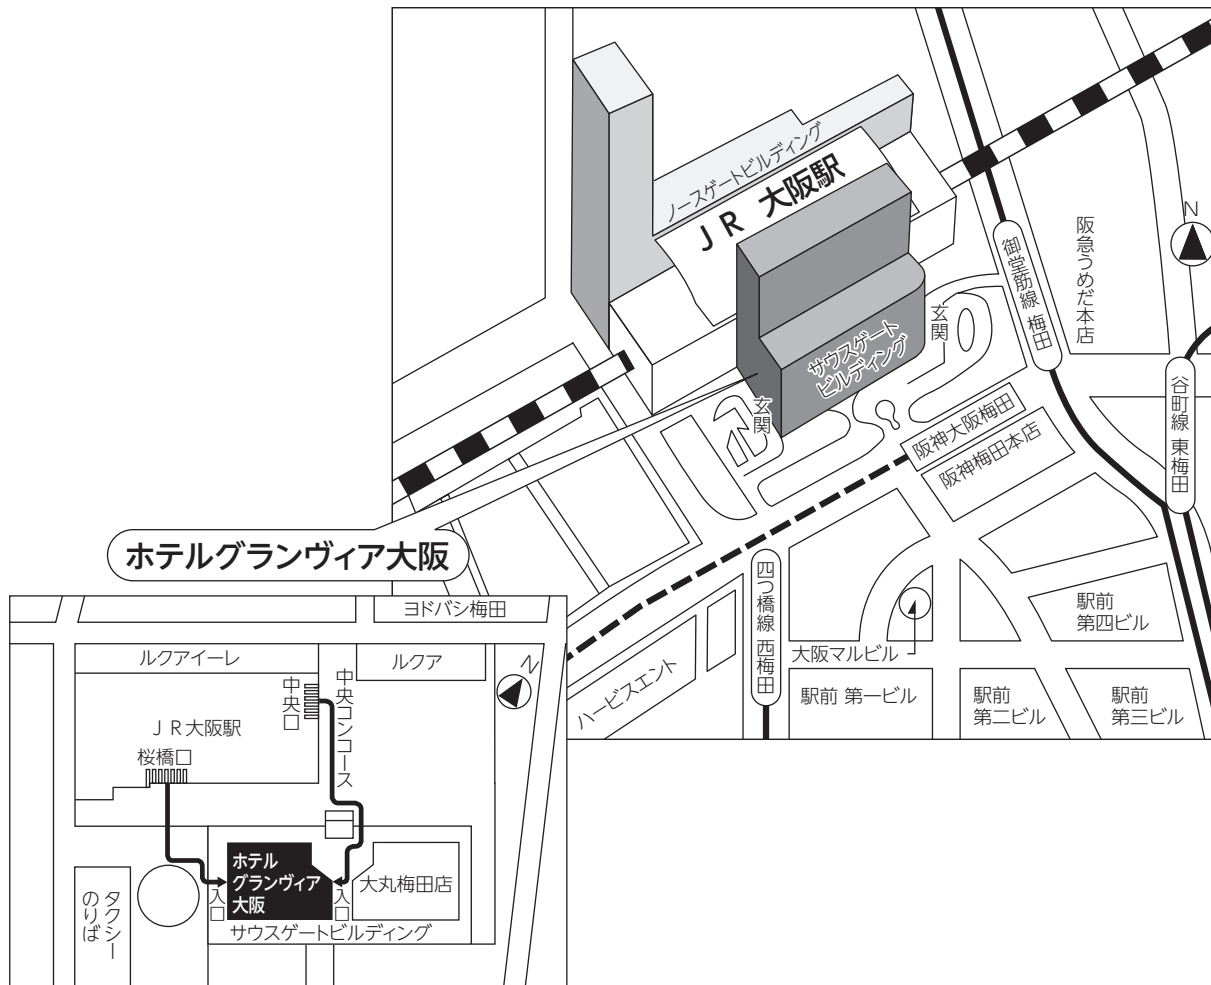 ノースゲートビルディング
ＪＲ 大阪駅
N
御堂筋線 梅田
阪急うめだ本店
玄関
サウスゲート
ビルディング
玄関
谷町線 東梅田
阪神大阪梅田
阪神梅田本店
ホテルグランヴィア大阪
四つ橋線 西梅田
駅前
第四ビル
大阪マルビル
ハービスエント
駅前 第一ビル
駅前
第二ビル
駅前
第三ビル
ヨドバシ梅田
ルクアイーレ
ルクア
N
中央口
中央コンコース
ＪＲ大阪駅
桜橋口
ホテル
グランヴィア
大阪
入口
入口
大丸梅田店
タクシー
のりば
サウスゲートビルディング